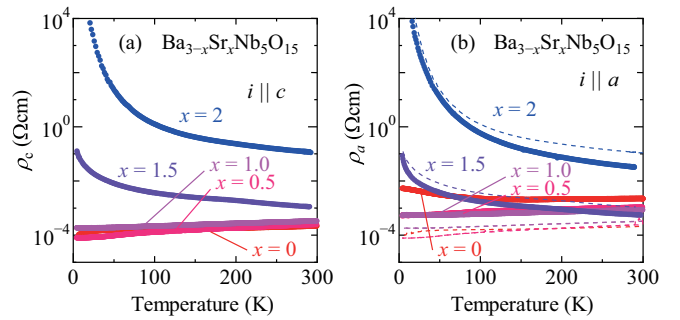 (a) Ba3−xSrxNb5O15
i || c
x = 2
x = 1.5
x = 1.0
x = 0.5
x = 0
10^4
10^0
10^−4
ρc (Ωcm)
0 100 200 300
Temperature (K)
(b) Ba3−xSrxNb5O15
i || a
x = 2
x = 1.5
x = 1.0
x = 0.5
x = 0
10^4
10^0
10^−4
ρa (Ωcm)
0 100 200 300
Temperature (K)